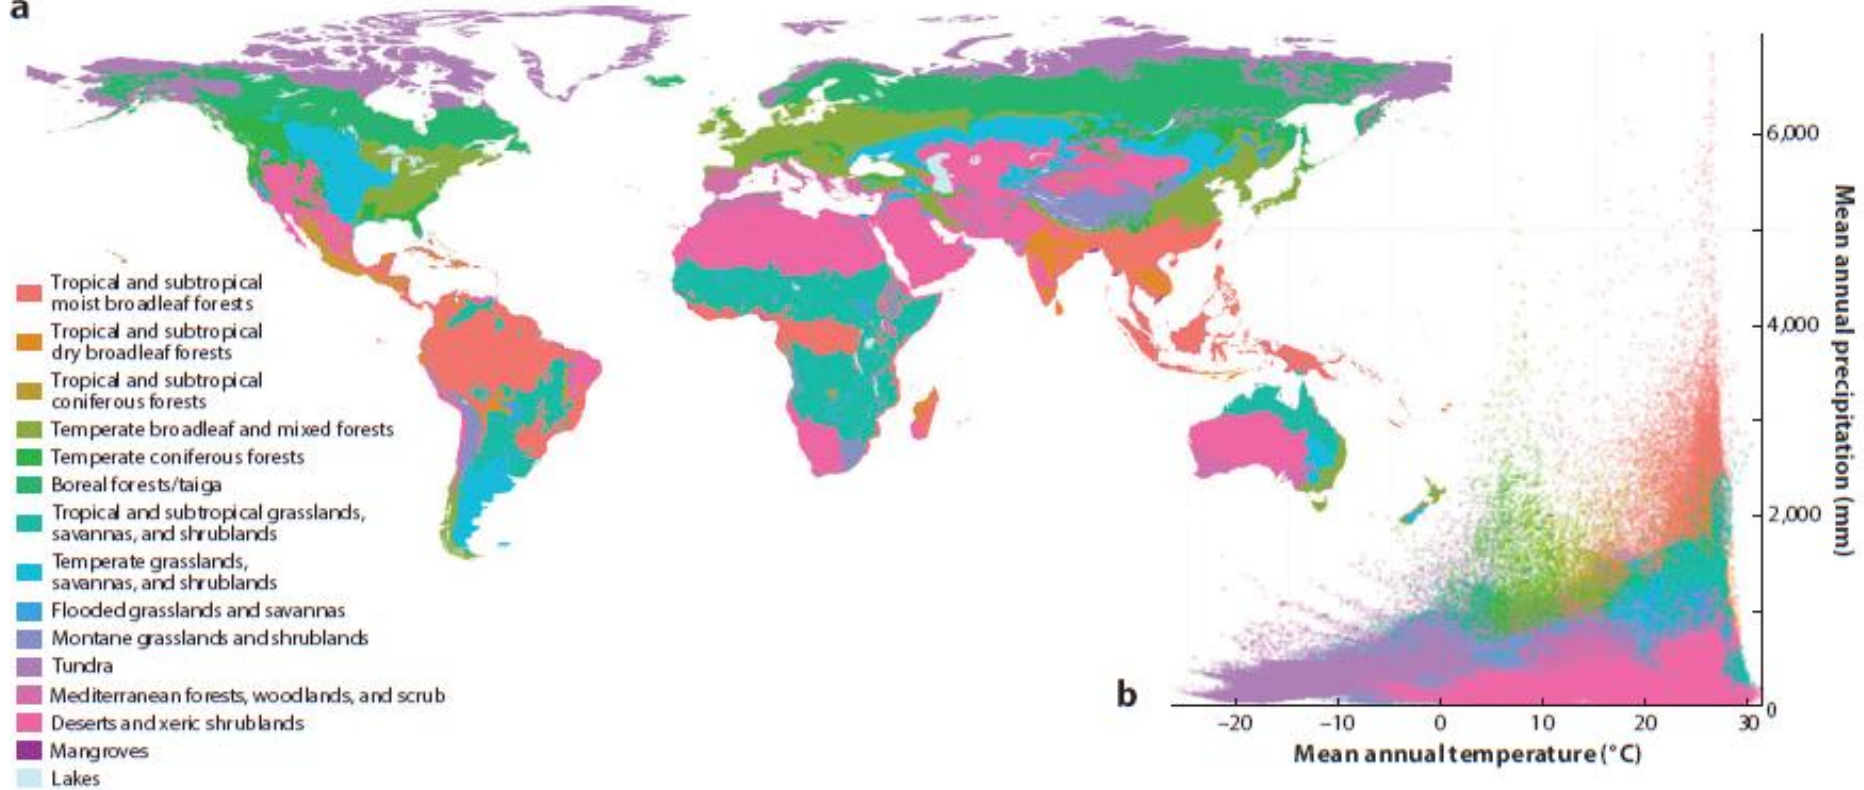 a
Tropical and subtropical
moist broadleaf forests
Tropical and subtropical
dry broadleaf forests
Tropical and subtropical
coniferous forests
Temperate broadleaf and mixed forests
Temperate coniferous forests
Boreal forests/taiga
Tropical and subtropical grasslands,
savannas, and shrublands
Temperate grasslands,
savannas, and shrublands
Flooded grasslands and savannas
Montane grasslands and shrublands
Tundra
Mediterranean forests, woodlands, and scrub
Deserts and xeric shrublands
Mangroves
Lakes
b
6,000
4,000
2,000
0
Mean annual precipitation (mm)
−20 −10 0 10 20 30
Mean annual temperature (°C)